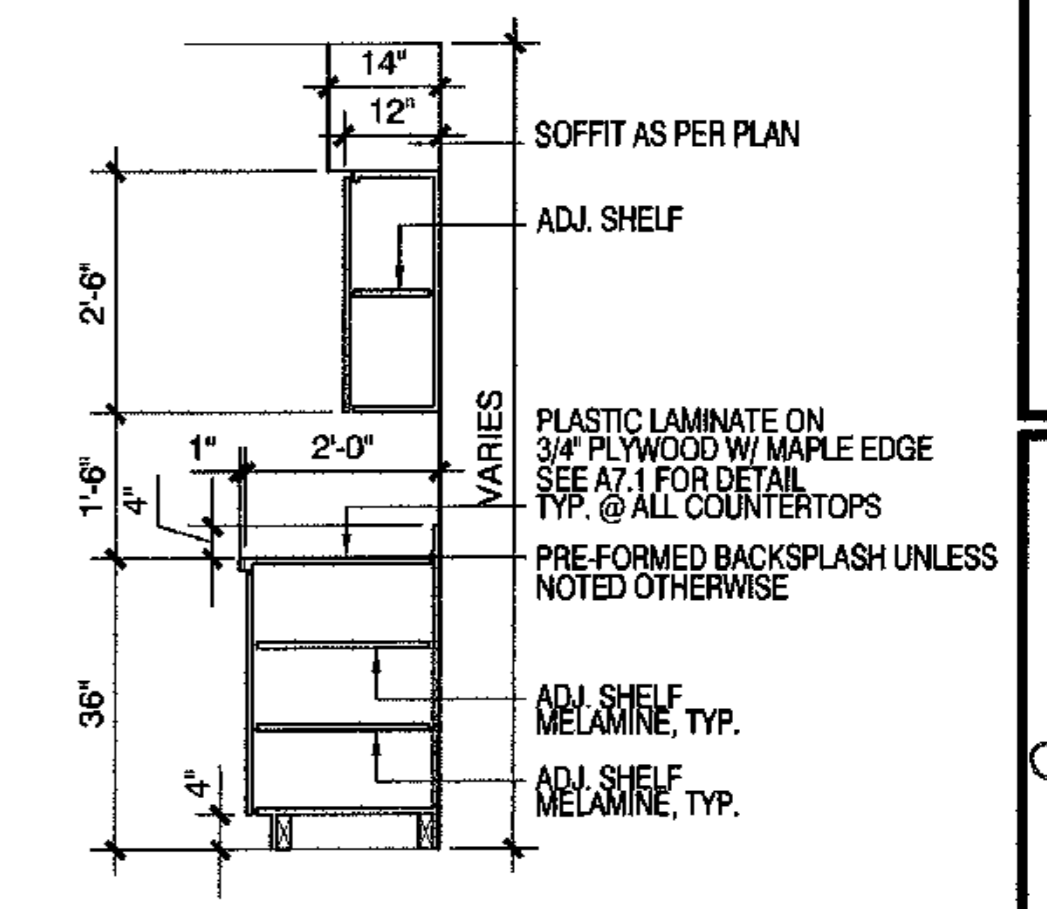 14"
12"
SOFFIT AS PER PLAN
ADJ. SHELF
2'-6"
VARIES
PLASTIC LAMINATE ON
3/4" PLYWOOD W/ MAPLE EDGE
SEE A7.1 FOR DETAIL
TYP. @ ALL COUNTERTOPS
1"
2'-0"
1'-6"
4"
PRE-FORMED BACKSPLASH UNLESS
NOTED OTHERWISE
36"
ADJ. SHELF
MELAMINE, TYP.
4"
ADJ. SHELF
MELAMINE, TYP.